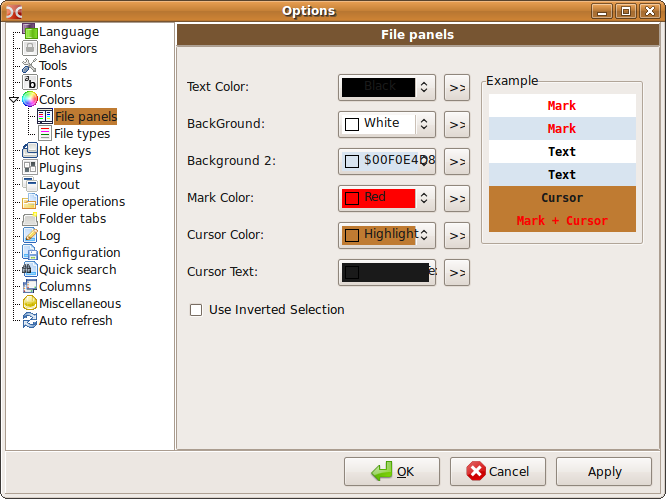 Options
Language
Behaviors
Tools
Fonts
Colors
File panels
File types
Hot keys
Plugins
Layout
File operations
Folder tabs
Log
Configuration
Quick search
Columns
Miscellaneous
Auto refresh
File panels
Text Color: Black >>
BackGround: White >>
Background 2: >>
Mark Color: Red >>
Cursor Color: Highlight >>
Cursor Text: >>
Use Inverted Selection
Example
Mark
Mark
Text
Text
Cursor
Mark + Cursor
OK
Cancel
Apply